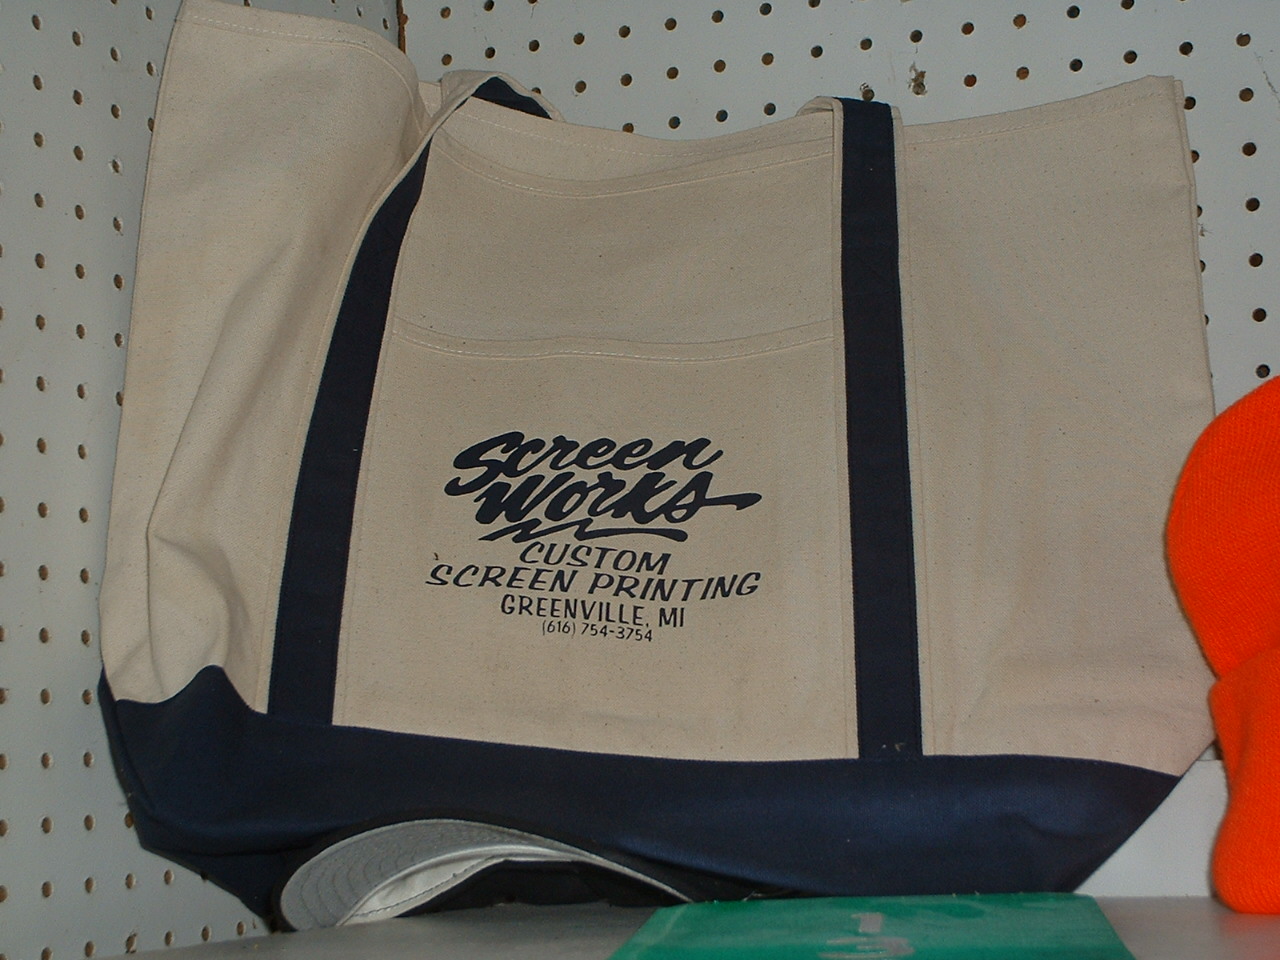 Screen
Works
CUSTOM
SCREEN PRINTING
GREENVILLE, MI
(616) 754-3754